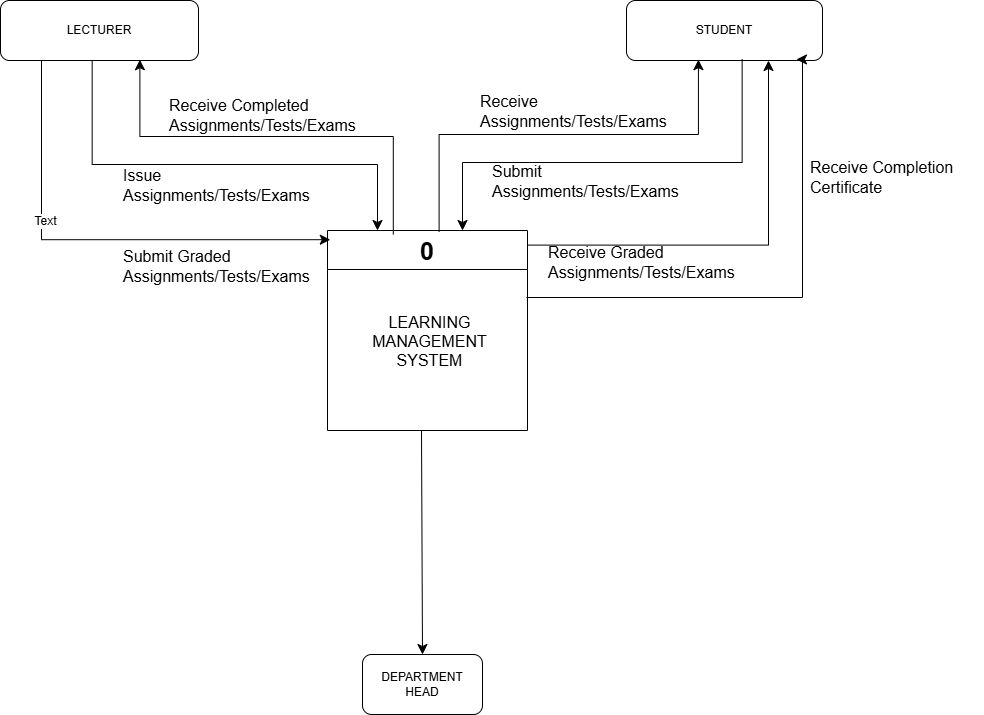 LECTURER
STUDENT
Receive Completed
Assignments/Tests/Exams
Receive
Assignments/Tests/Exams
Issue
Assignments/Tests/Exams
Submit
Assignments/Tests/Exams
Receive Completion
Certificate
Text
Submit Graded
Assignments/Tests/Exams
0
Receive Graded
Assignments/Tests/Exams
LEARNING
MANAGEMENT
SYSTEM
DEPARTMENT
HEAD